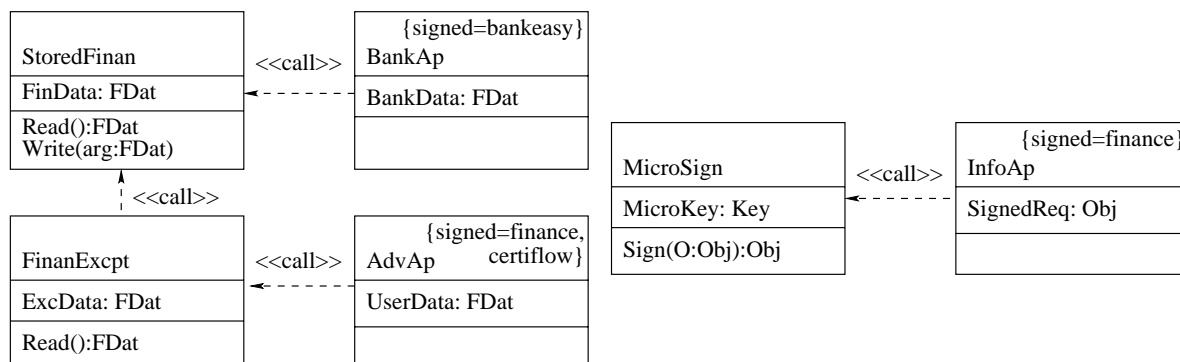 StoredFinan
FinData: FDat
Read():FDat
Write(arg:FDat)
<<call>>
{signed=bankeasy}
BankAp
BankData: FDat
<<call>>
FinanExcpt
ExcData: FDat
Read():FDat
<<call>>
{signed=finance,
certiflow}
AdvAp
UserData: FDat
MicroSign
MicroKey: Key
Sign(O:Obj):Obj
<<call>>
{signed=finance}
InfoAp
SignedReq: Obj